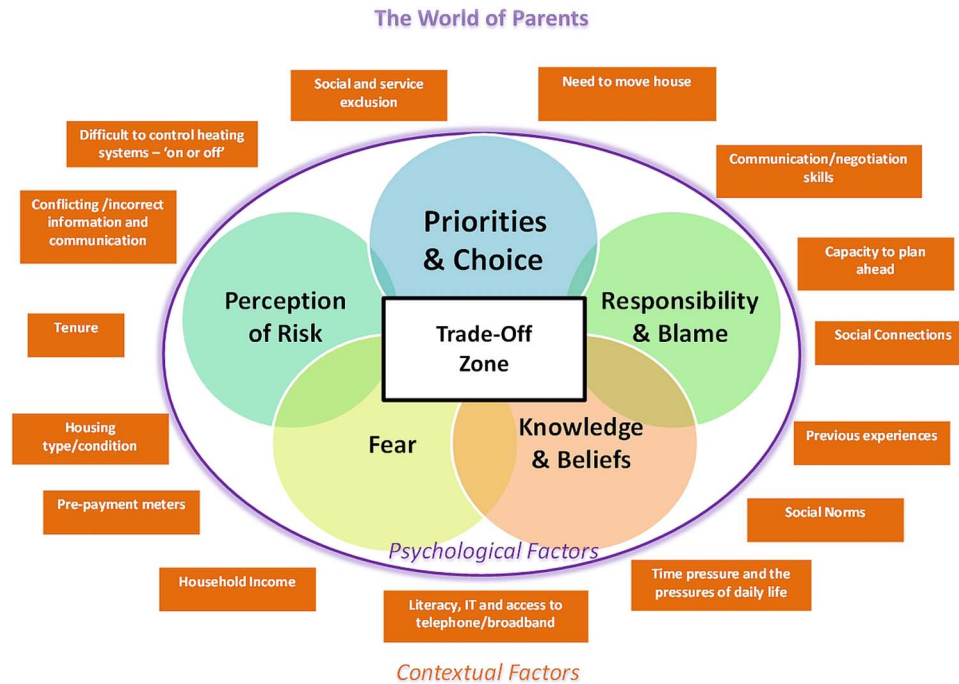 The World of Parents
Social and service
exclusion
Need to move house
Difficult to control heating
systems – 'on or off'
Communication/negotiation
skills
Conflicting /incorrect
information and
communication
Capacity to plan
ahead
Tenure
Social Connections
Housing
type/condition
Previous experiences
Pre-payment meters
Social Norms
Household Income
Time pressure and the
pressures of daily life
Literacy, IT and access to
telephone/broadband
Priorities
& Choice
Perception
of Risk
Responsibility
& Blame
Trade-Off
Zone
Fear
Knowledge
& Beliefs
Psychological Factors
Contextual Factors